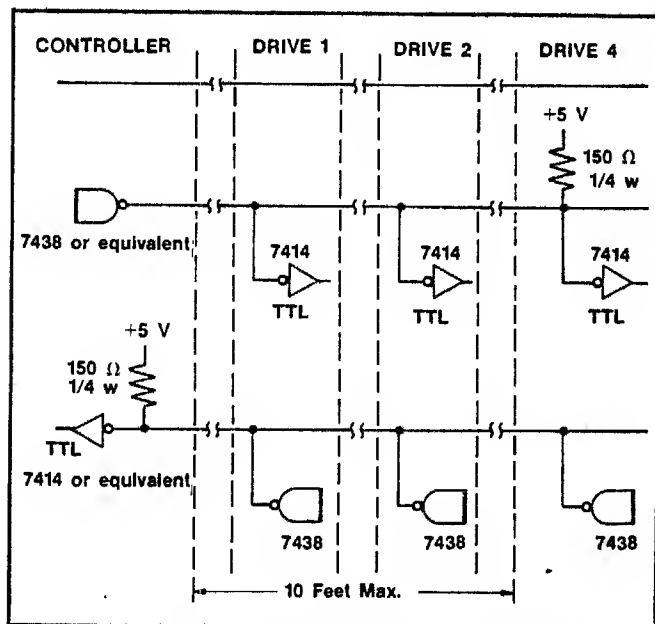 CONTROLLER DRIVE 1 DRIVE 2 DRIVE 4
+5 V
150 Ω
1/4 w
7438 or equivalent
7414 7414 7414
TTL TTL TTL
+5 V
150 Ω
1/4 w
TTL
7414 or equivalent
7438 7438 7438
10 Feet Max.